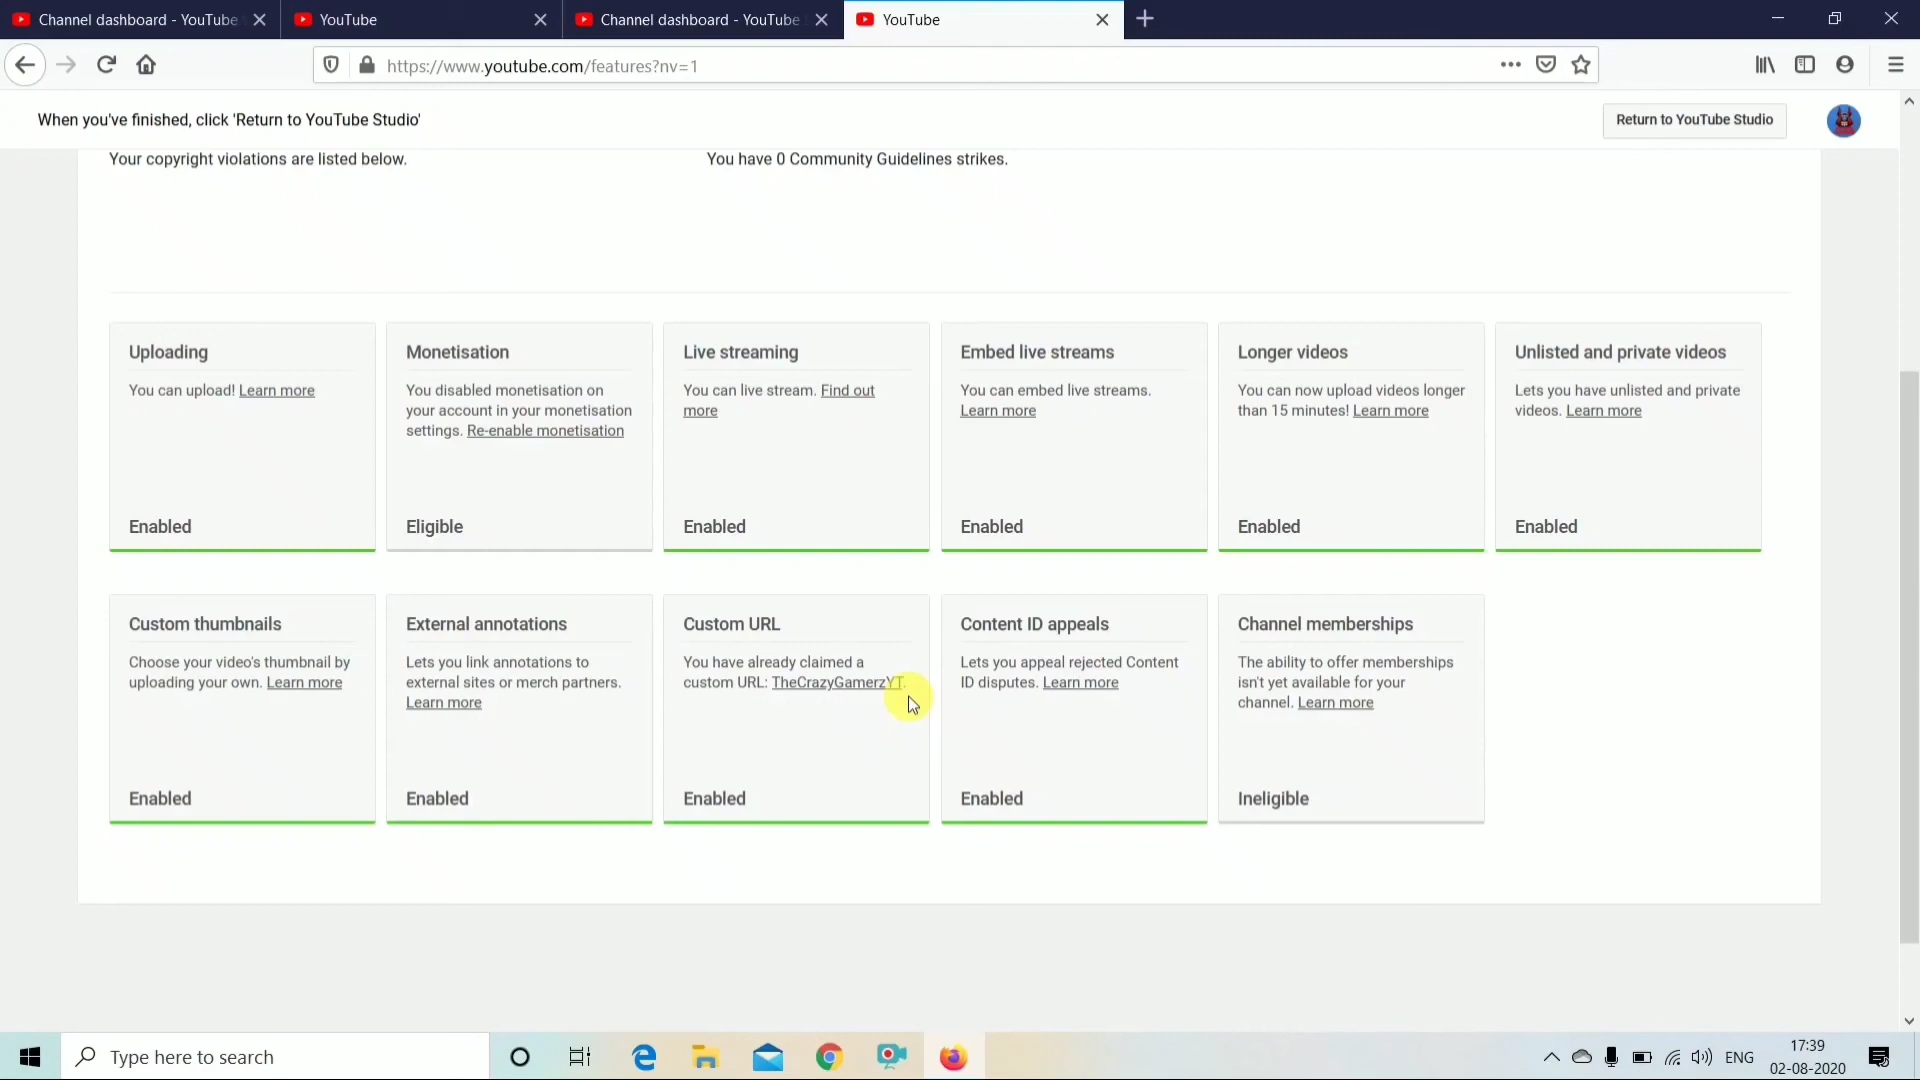 Channel dashboard - YouTube
YouTube
Channel dashboard - YouTube
YouTube
https://www.youtube.com/features?nv=1
When you've finished, click 'Return to YouTube Studio'
Return to YouTube Studio
Your copyright violations are listed below.
You have 0 Community Guidelines strikes.
Uploading
You can upload! Learn more
Enabled
Monetisation
You disabled monetisation on
your account in your monetisation
settings. Re-enable monetisation
Eligible
Live streaming
You can live stream. Find out
more
Enabled
Embed live streams
You can embed live streams.
Learn more
Enabled
Longer videos
You can now upload videos longer
than 15 minutes! Learn more
Enabled
Unlisted and private videos
Lets you have unlisted and private
videos. Learn more
Enabled
Custom thumbnails
Choose your video's thumbnail by
uploading your own. Learn more
Enabled
External annotations
Lets you link annotations to
external sites or merch partners.
Learn more
Enabled
Custom URL
You have already claimed a
custom URL: TheCrazyGamerzYT.
Enabled
Content ID appeals
Lets you appeal rejected Content
ID disputes. Learn more
Enabled
Channel memberships
The ability to offer memberships
isn't yet available for your
channel. Learn more
Ineligible
Type here to search
ENG
17:39
02-08-2020